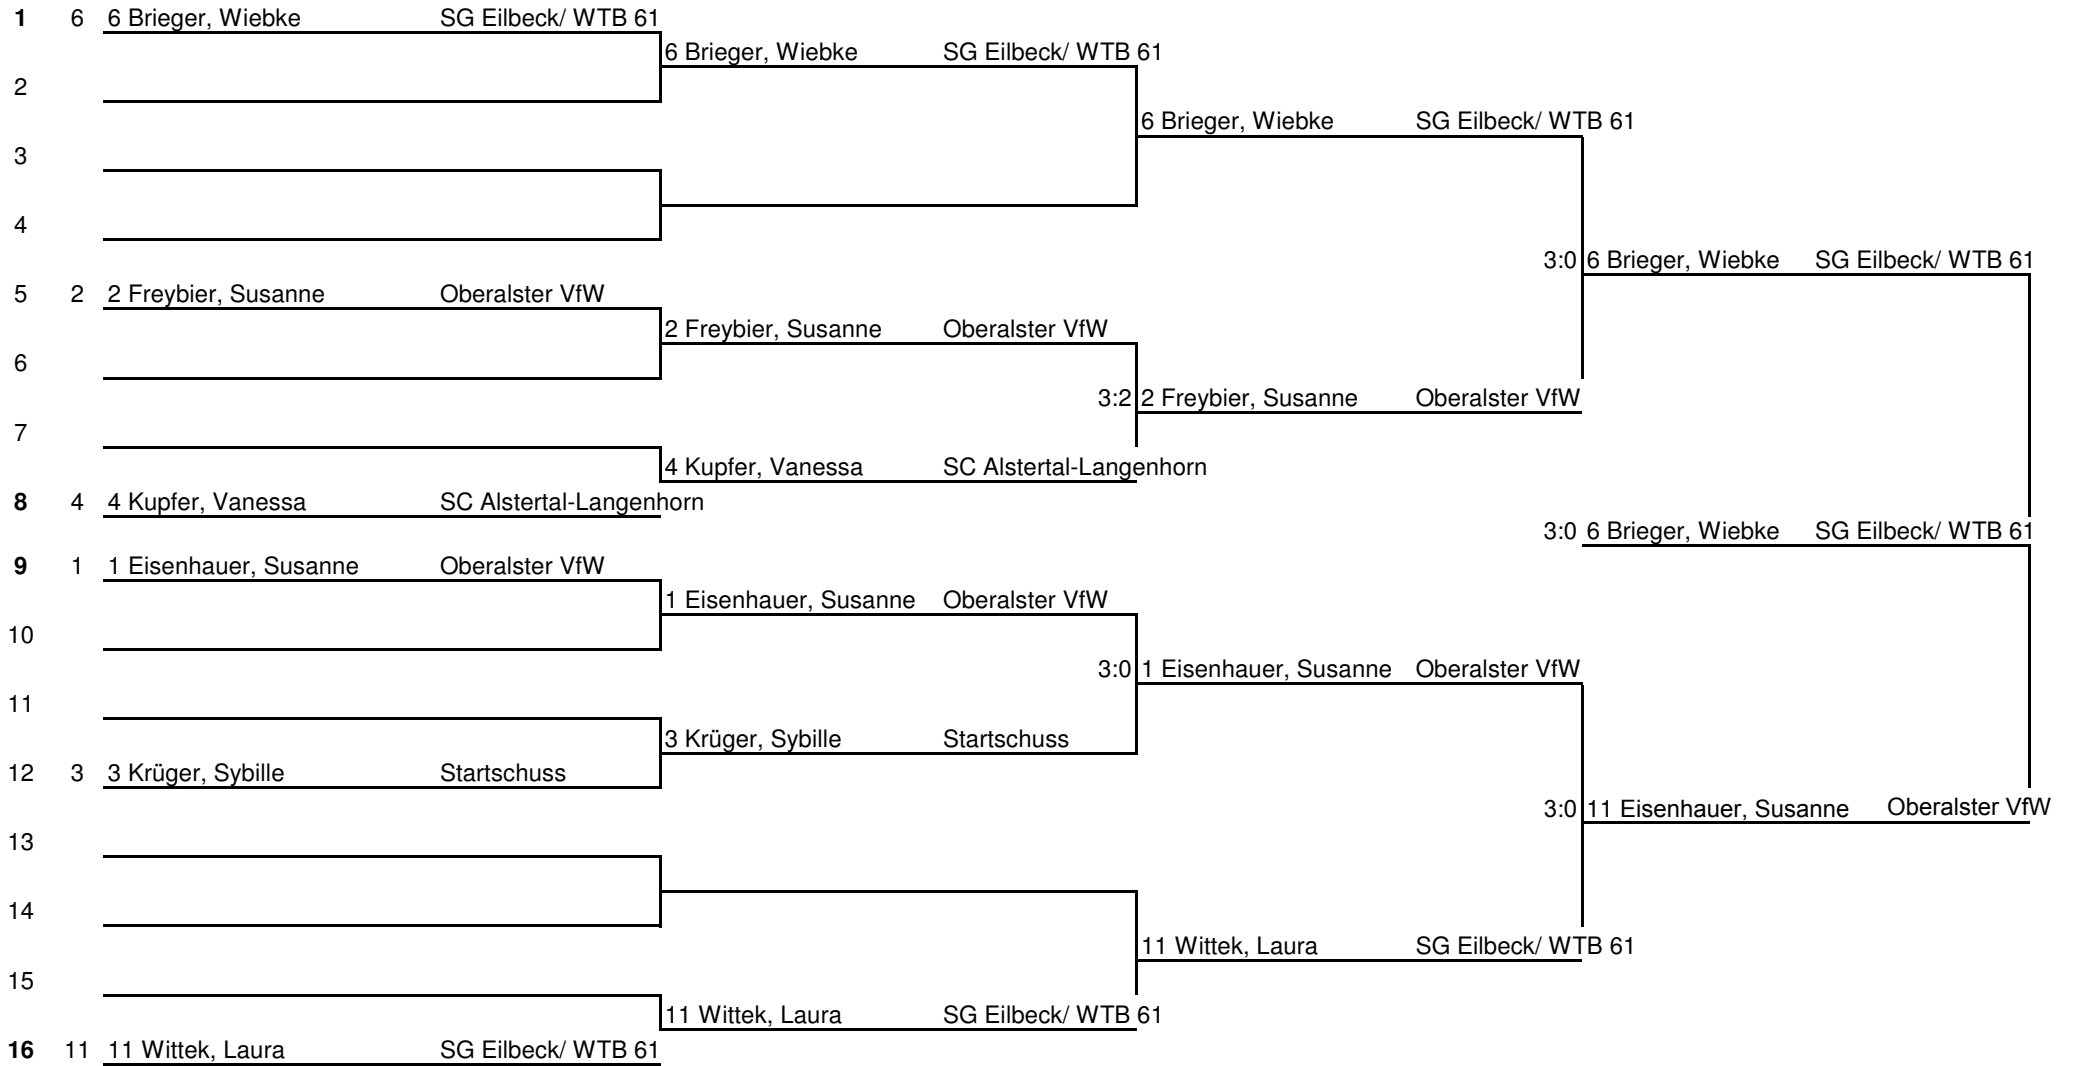 1 6 6 Brieger, Wiebke SG Eilbeck/ WTB 61
6 Brieger, Wiebke SG Eilbeck/ WTB 61
2
6 Brieger, Wiebke SG Eilbeck/ WTB 61
3
4
3:0 6 Brieger, Wiebke SG Eilbeck/ WTB 61
5 2 2 Freybier, Susanne Oberalster VfW
2 Freybier, Susanne Oberalster VfW
6
3:2 2 Freybier, Susanne Oberalster VfW
7
4 Kupfer, Vanessa SC Alstertal-Langenhorn
8 4 4 Kupfer, Vanessa SC Alstertal-Langenhorn
3:0 6 Brieger, Wiebke SG Eilbeck/ WTB 61
9 1 1 Eisenhauer, Susanne Oberalster VfW
1 Eisenhauer, Susanne Oberalster VfW
10
3:0 1 Eisenhauer, Susanne Oberalster VfW
11
3 Krüger, Sybille Startschuss
12 3 3 Krüger, Sybille Startschuss
3:0 11 Eisenhauer, Susanne Oberalster VfW
13
14
11 Wittek, Laura SG Eilbeck/ WTB 61
15
11 Wittek, Laura SG Eilbeck/ WTB 61
16 11 11 Wittek, Laura SG Eilbeck/ WTB 61